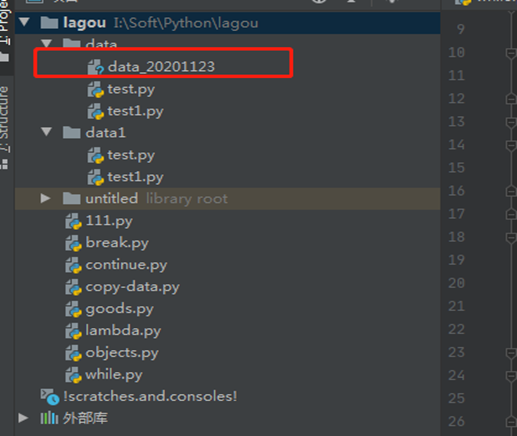 lagou I:\Soft\Python\lagou
data
data_20201123
test.py
test1.py
data1
test.py
test1.py
untitled library root
111.py
break.py
continue.py
copy-data.py
goods.py
lambda.py
objects.py
while.py
!scratches.and.consoles!
外部库
1: Project
7: Structure
9
10
11
12
13
14
15
16
17
18
19
20
21
22
23
24
25
26